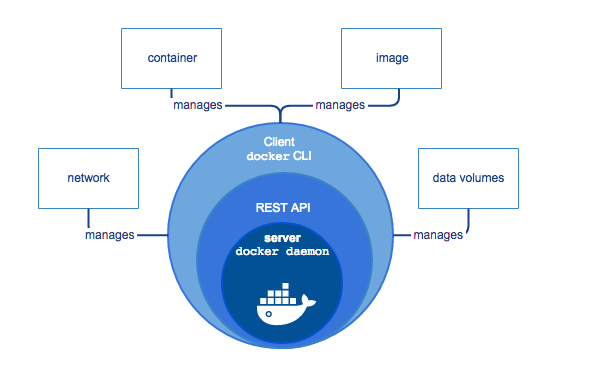 container
image
manages
manages
Client
docker CLI
network
data volumes
REST API
manages
manages
server
docker daemon